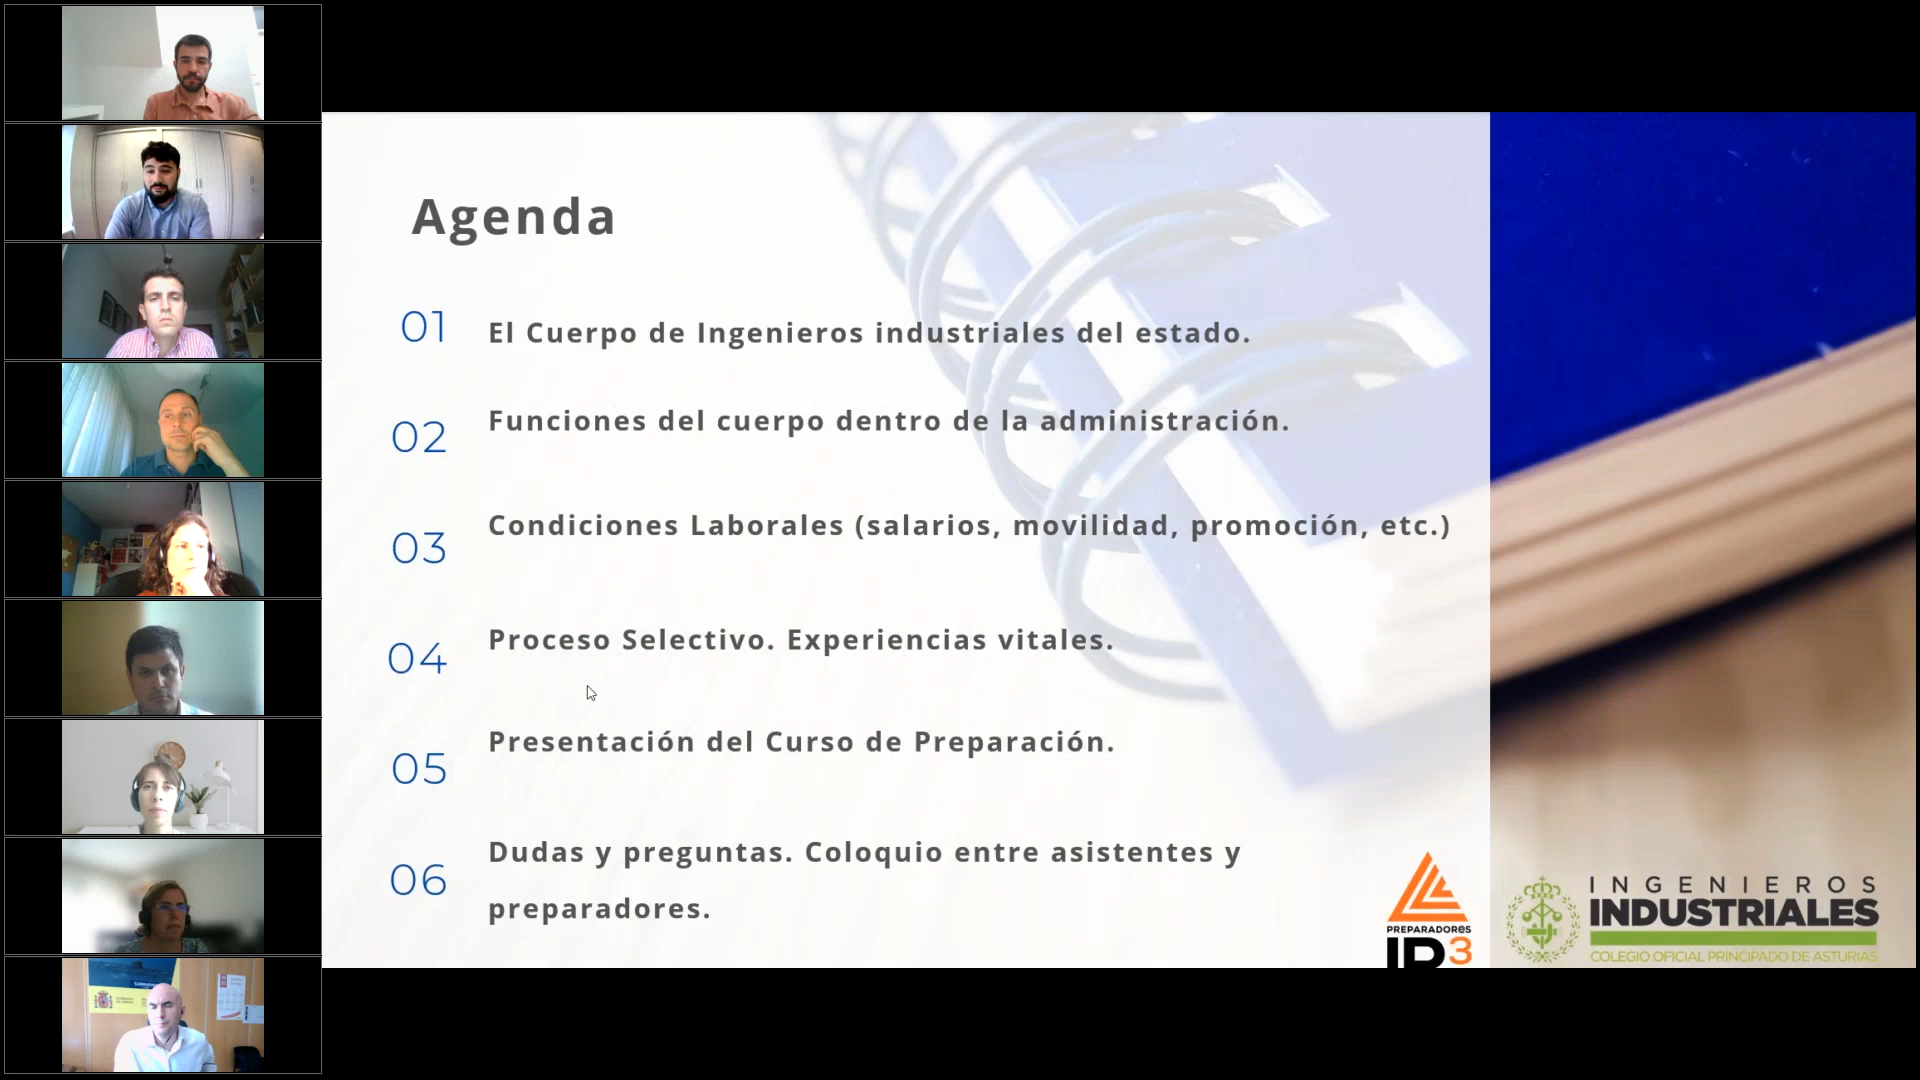 Agenda
01
El Cuerpo de Ingenieros industriales del estado.
02
Funciones del cuerpo dentro de la administración.
03
Condiciones Laborales (salarios, movilidad, promoción, etc.)
04
Proceso Selectivo. Experiencias vitales.
05
Presentación del Curso de Preparación.
06
Dudas y preguntas. Coloquio entre asistentes y
preparadores.
PREPARADOR@S
IP3
INGENIEROS
INDUSTRIALES
COLEGIO OFICIAL PRINCIPADO DE ASTURIAS